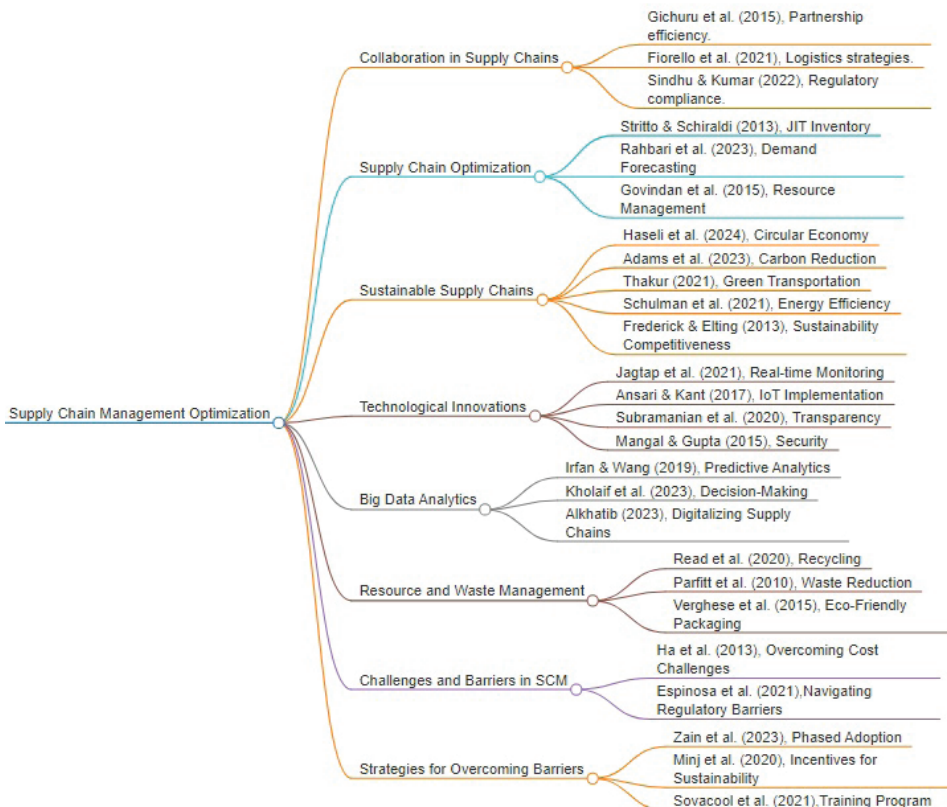 Supply Chain Management Optimization
Collaboration in Supply Chains
Gichuru et al. (2015), Partnership
efficiency.
Fiorello et al. (2021), Logistics strategies.
Sindhu & Kumar (2022), Regulatory
compliance.
Supply Chain Optimization
Stritto & Schiraldi (2013), JIT Inventory
Rahbari et al. (2023), Demand
Forecasting
Govindan et al. (2015), Resource
Management
Sustainable Supply Chains
Haseli et al. (2024), Circular Economy
Adams et al. (2023), Carbon Reduction
Thakur (2021), Green Transportation
Schulman et al. (2021), Energy Efficiency
Frederick & Elting (2013), Sustainability
Competitiveness
Technological Innovations
Jagtap et al. (2021), Real-time Monitoring
Ansari & Kant (2017), IoT Implementation
Subramanian et al. (2020), Transparency
Mangal & Gupta (2015), Security
Big Data Analytics
Irfan & Wang (2019), Predictive Analytics
Kholaif et al. (2023), Decision-Making
Alkhatib (2023), Digitalizing Supply
Chains
Resource and Waste Management
Read et al. (2020), Recycling
Parfitt et al. (2010), Waste Reduction
Verghese et al. (2015), Eco-Friendly
Packaging
Challenges and Barriers in SCM
Ha et al. (2013), Overcoming Cost
Challenges
Espinosa et al. (2021),Navigating
Regulatory Barriers
Strategies for Overcoming Barriers
Zain et al. (2023), Phased Adoption
Minj et al. (2020), Incentives for
Sustainability
Sovacool et al. (2021),Training Program